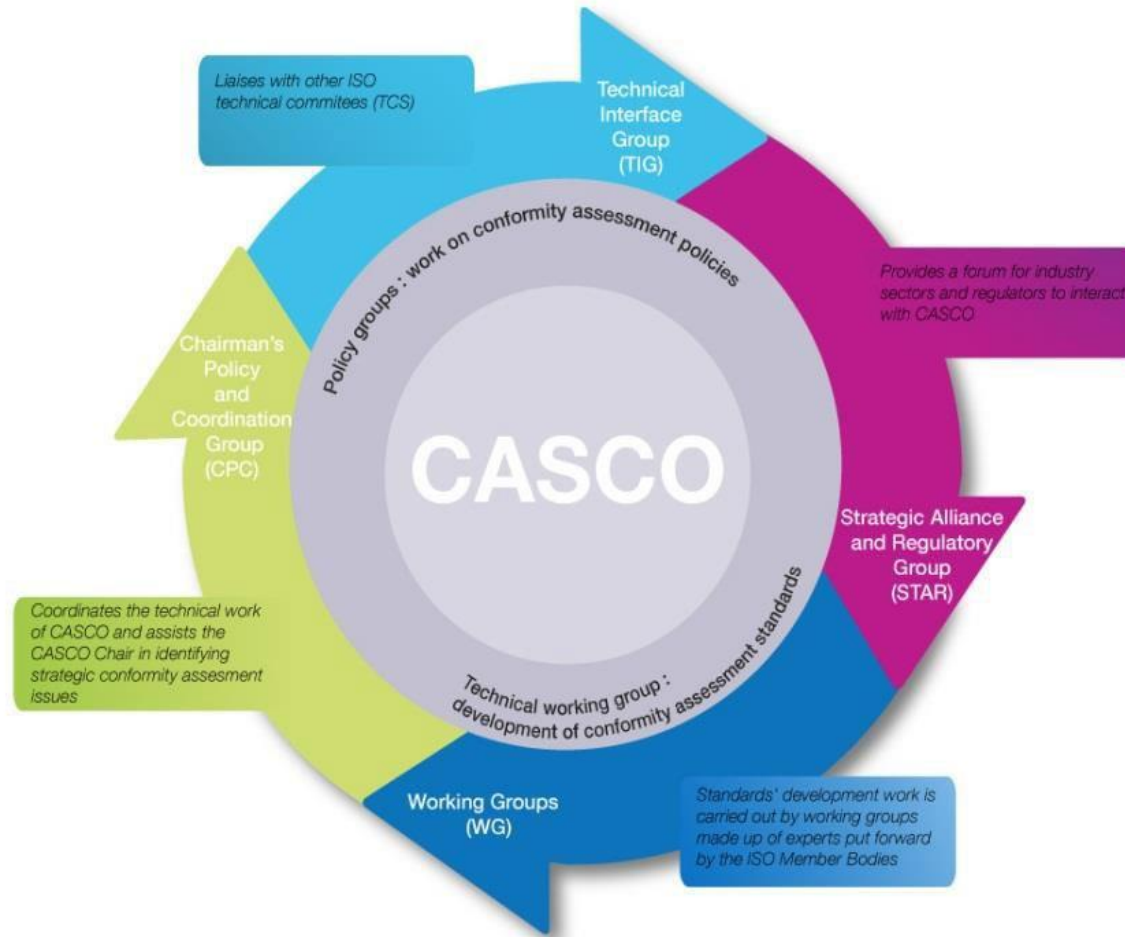 Liaises with other ISO
technical commitees (TCS)
Technical
Interface
Group
(TIG)
Policy groups : work on conformity assessment policies
Provides a forum for industry
sectors and regulators to interact
with CASCO
Chairman's
Policy
and
Coordination
Group
(CPC)
CASCO
Strategic Alliance
and Regulatory
Group
(STAR)
Coordinates the technical work
of CASCO and assists the
CASCO Chair in identifying
strategic conformity assesment
issues
Technical working group :
development of conformity assessment standards
Working Groups
(WG)
Standards' development work is
carried out by working groups
made up of experts put forward
by the ISO Member Bodies